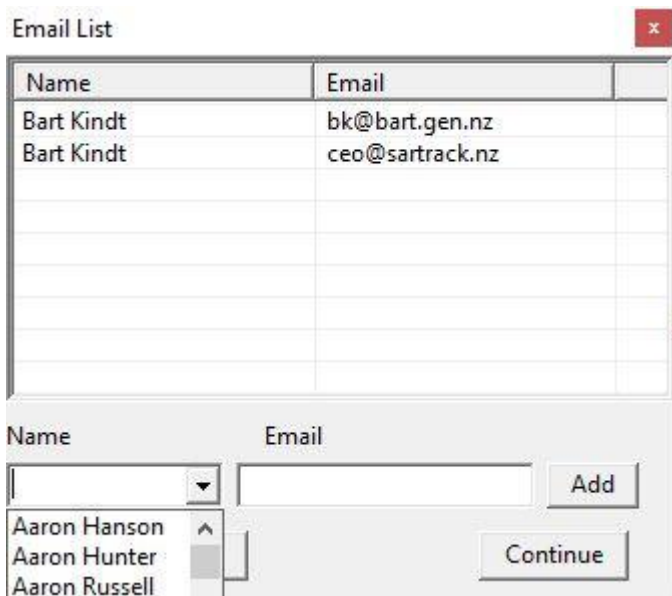 Email List x
Name Email
Bart Kindt bk@bart.gen.nz
Bart Kindt ceo@sartrack.nz
Name Email
Add
Aaron Hanson
Aaron Hunter Continue
Aaron Russell